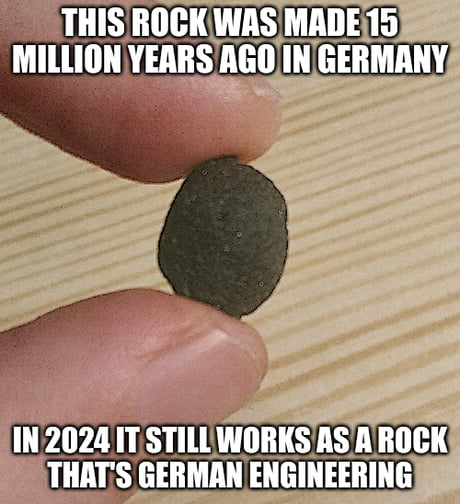 THIS ROCK WAS MADE 15
MILLION YEARS AGO IN GERMANY
IN 2024 IT STILL WORKS AS A ROCK
THAT'S GERMAN ENGINEERING